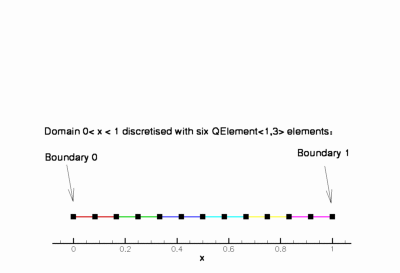 Domain 0< x < 1 discretised with six QElement<1,3> elements:
Boundary 0
Boundary 1
0 0.2 0.4 0.6 0.8 1
x